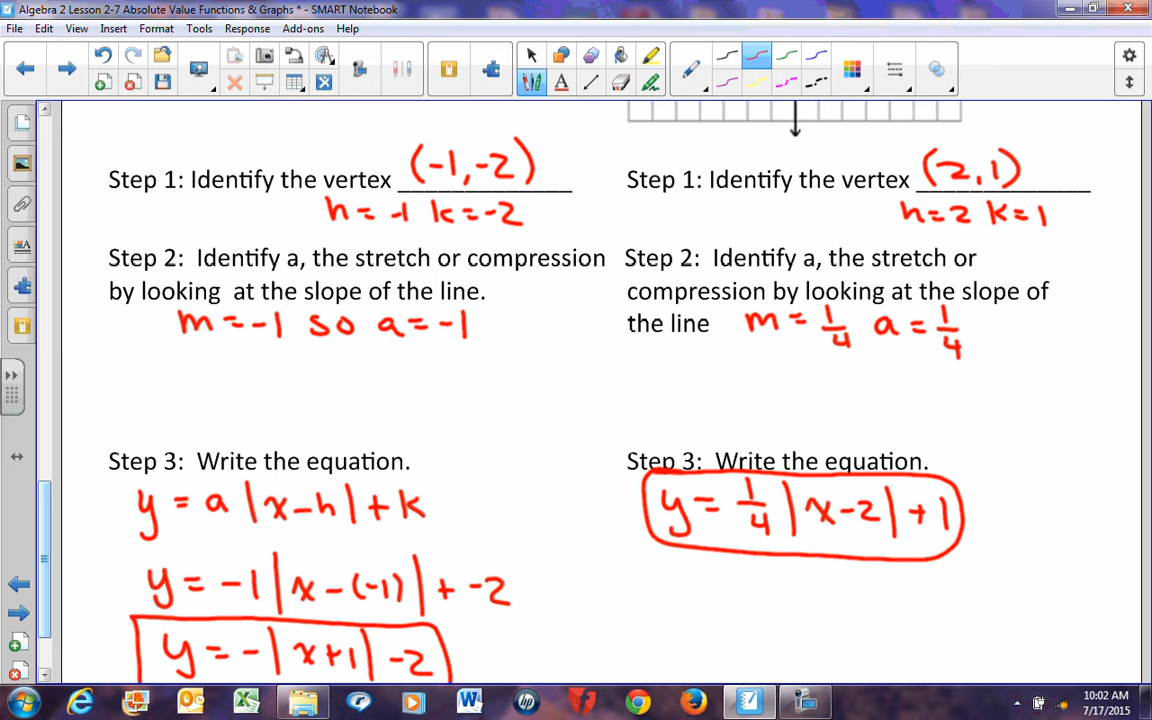 Algebra 2 Lesson 2-7 Absolute Value Functions & Graphs * - SMART Notebook
File Edit View Insert Format Tools Response Add-ons Help
Step 1: Identify the vertex (-1,-2)
h=-1 k=-2
Step 2: Identify a, the stretch or compression
by looking at the slope of the line.
m=-1 so a=-1
Step 3: Write the equation.
y=a|x-h|+k
y=-1|x-(-1)|+-2
y=-|x+1|-2
Step 1: Identify the vertex (2,1)
h=2 k=1
Step 2: Identify a, the stretch or
compression by looking at the slope of
the line m=1/4 a=1/4
Step 3: Write the equation.
y=1/4|x-2|+1
10:02 AM
7/17/2015